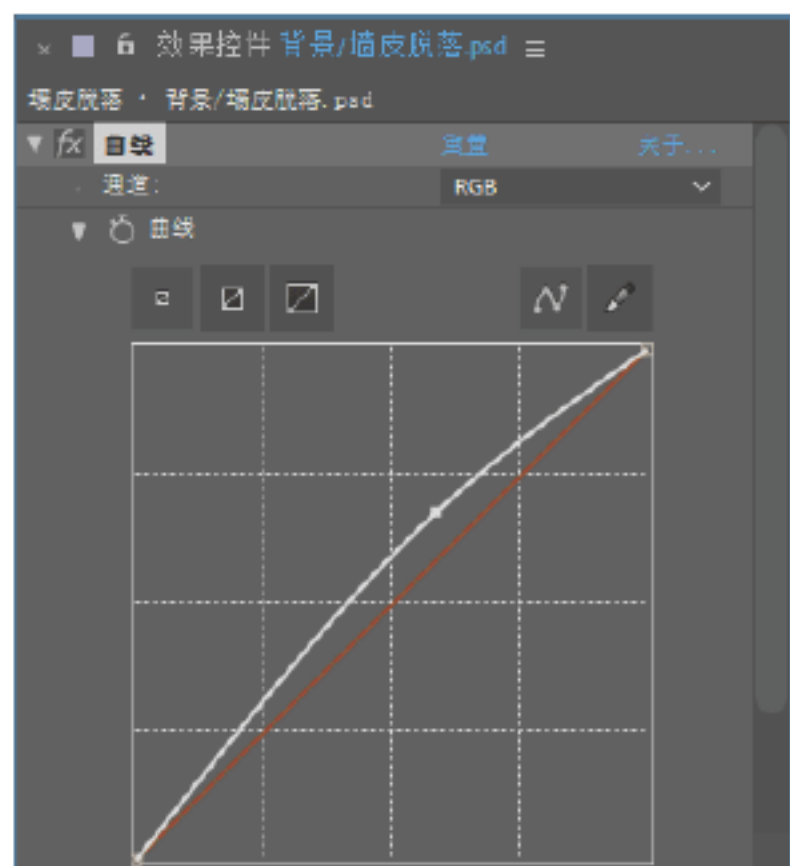 效果控件 背景/墙皮脱落.psd
墙皮脱落 · 背景/墙皮脱落.psd
fx 曲线 重置 关于...
通道: RGB
曲线